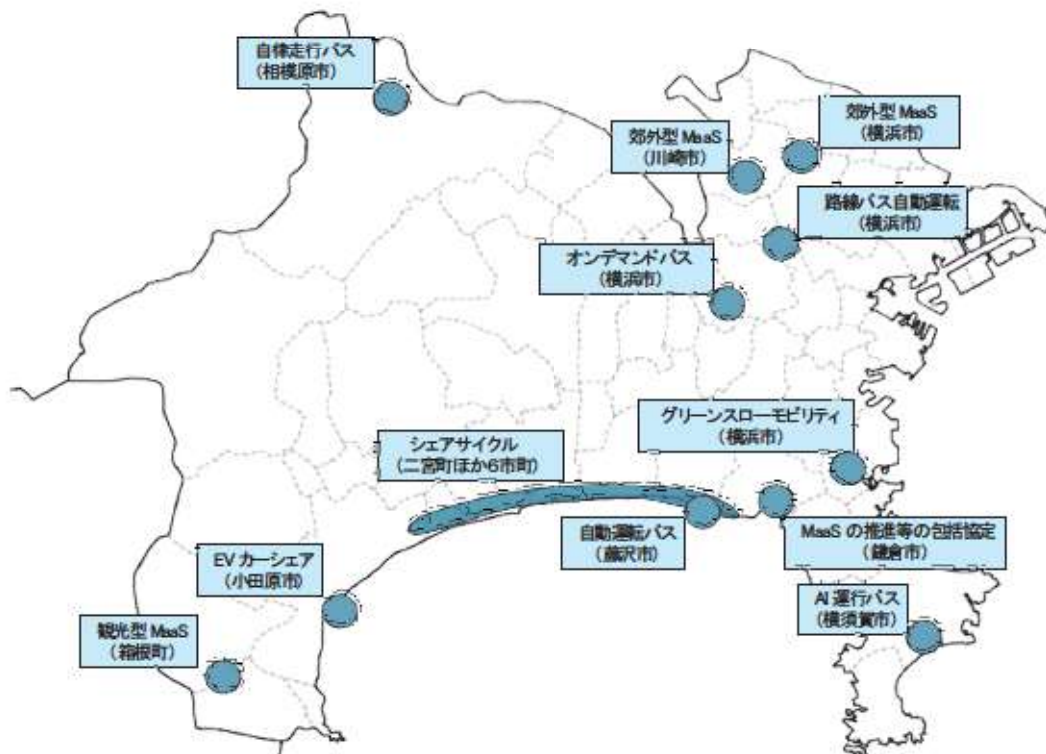 自律走行バス
（相模原市）
郊外型 MaaS
（横浜市）
郊外型 MaaS
（川崎市）
路線バス自動運転
（横浜市）
オンデマンドバス
（横浜市）
グリーンスローモビリティ
（横浜市）
シェアサイクル
（二宮町ほか６市町）
自動運転バス
（藤沢市）
MaaS の推進等の包括協定
（鎌倉市）
EV カーシェア
（小田原市）
AI 運行バス
（横須賀市）
観光型 MaaS
（箱根町）